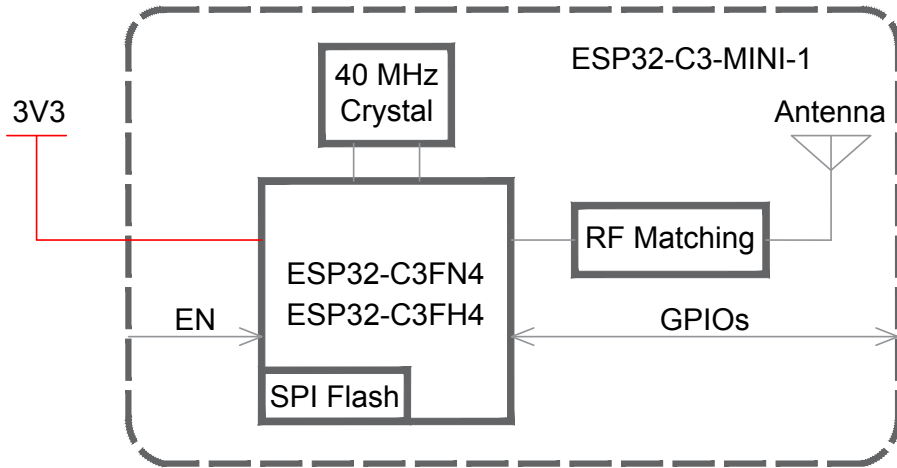 ESP32-C3-MINI-1
40 MHz
Crystal
3V3
Antenna
RF Matching
ESP32-C3FN4
ESP32-C3FH4
EN
GPIOs
SPI Flash